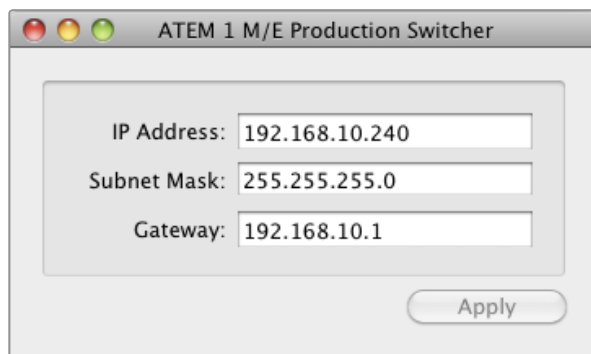 ATEM 1 M/E Production Switcher
IP Address: 192.168.10.240
Subnet Mask: 255.255.255.0
Gateway: 192.168.10.1
Apply